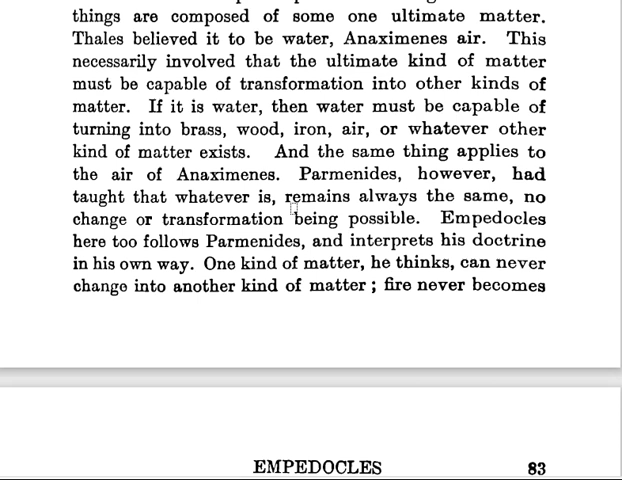 things are composed of some one ultimate matter.
Thales believed it to be water, Anaximenes air. This
necessarily involved that the ultimate kind of matter
must be capable of transformation into other kinds of
matter. If it is water, then water must be capable of
turning into brass, wood, iron, air, or whatever other
kind of matter exists. And the same thing applies to
the air of Anaximenes. Parmenides, however, had
taught that whatever is, remains always the same, no
change or transformation being possible. Empedocles
here too follows Parmenides, and interprets his doctrine
in his own way. One kind of matter, he thinks, can never
change into another kind of matter ; fire never becomes
EMPEDOCLES 83